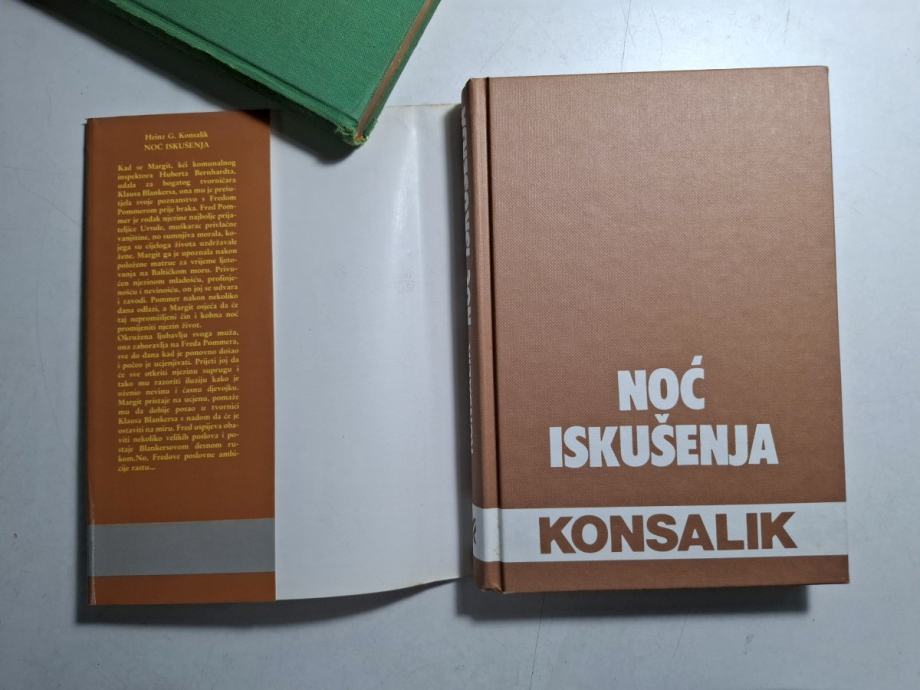 Heinz G. Konsalik
NOĆ ISKUŠENJA
Kad se Margit, kći komunalnog
inspektora Huberta Bernhardta,
udala za bogatog tvorničara
Klausa Blankersa, ona mu je prešu-
tjela svoje poznanstvo s Fredom
Pommerom prije braka. Fred Pom-
mer je rođak njezine najbolje prija-
teljice Ursule, muškarac privlačne
vanjštine, no sumnjiva morala, ko-
jega su cijeloga života uzdržavale
žene. Margit ga je upoznala nakon
položene mature za vrijeme ljeto-
vanja na Baltičkom moru. Privu-
čen njezinom mladošću, profinje-
nošću i nevinošću, on joj se udvara
i zavodi. Pommer nakon nekoliko
dana odlazi, a Margit osjeća da će
taj nepromišljeni čin i kobna noć
promijeniti njezin život.
Okružena ljubavlju svoga muža,
ona zaboravlja na Freda Pommera,
sve do dana kad je ponovno došao
i počeo je ucjenjivati. Prijeti joj da
će sve otkriti njezinu suprugu i
tako mu razoriti iluziju kako je
oženio nevinu i časnu djevojku.
Margit pristaje na ucjenu, pomaže
mu da dobije posao u tvornici
Klausa Blankersa s nadom da će je
ostaviti na miru. Fred uspijeva oba-
viti nekoliko velikih poslova i po-
staje Blankersovom desnom ru-
kom.No, Fredove poslovne ambi-
cije rastu...
NOĆ ISKUŠENJA
NOĆ
ISKUŠENJA
KONSALIK